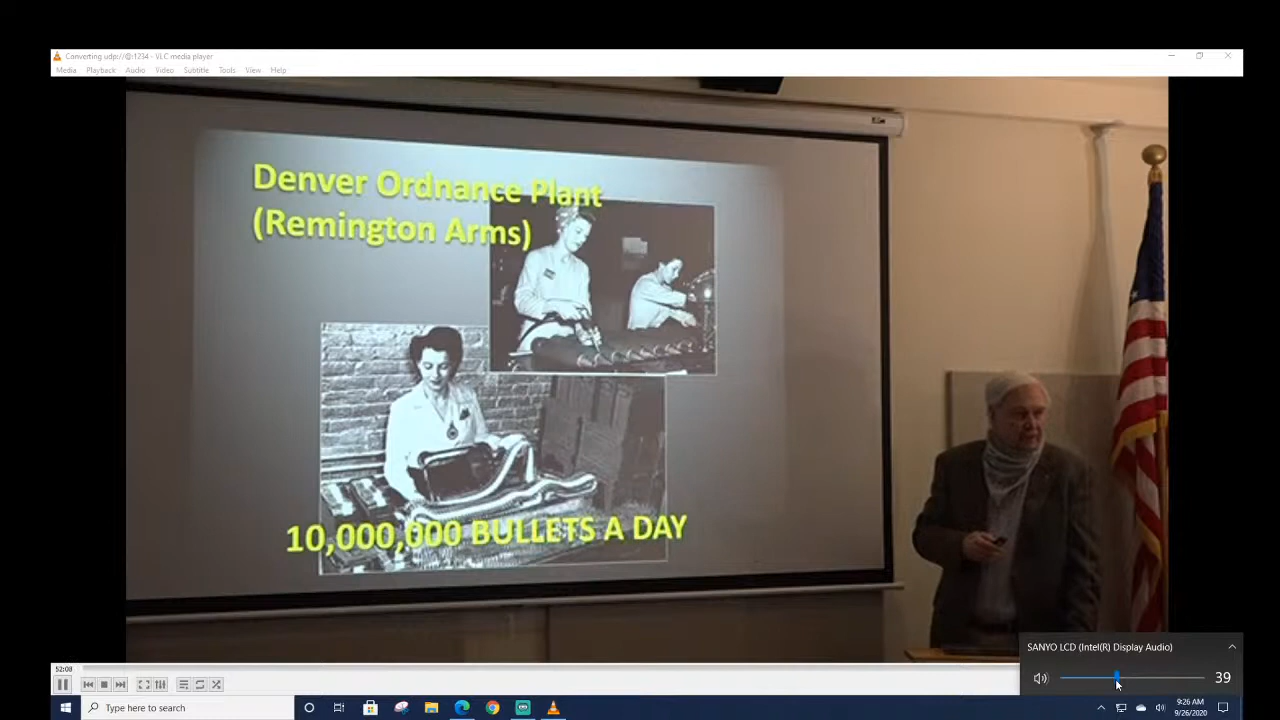 Converting udp://@:1234 - VLC media player
Media Playback Audio Video Subtitle Tools View Help
Denver Ordnance Plant
(Remington Arms)
10,000,000 BULLETS A DAY
SANYO LCD (Intel(R) Display Audio)
39
52:08
Type here to search
9:26 AM
9/26/2020